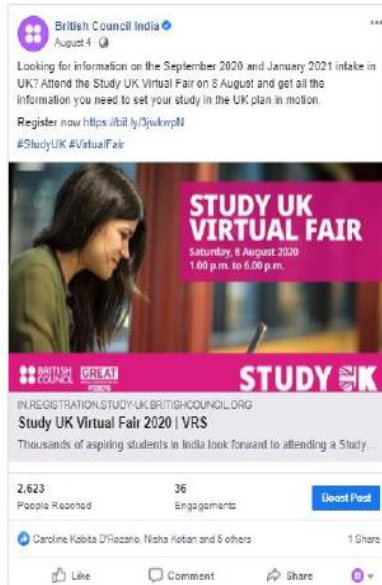 British Council India
August 4 ·
Looking for information on the September 2020 and January 2021 intake in
UK? Attend the Study UK Virtual Fair on 8 August and get all the
information you need to set your study in the UK plan in motion.
Register now https://bit.ly/3jwkwpN
#StudyUK #VirtualFair
STUDY UK
VIRTUAL FAIR
Saturday, 8 August 2020
1.00 p.m. to 6.00 p.m.
BRITISH
COUNCIL
GREAT
STUDY UK
IN.REGISTRATION.STUDY-UK.BRITISHCOUNCIL.ORG
Study UK Virtual Fair 2020 | VRS
Thousands of aspiring students in India look forward to attending a Study...
2,623
People Reached
36
Engagements
Boost Post
Caroline Kabita D'Rozario, Nisha Kotian and 5 others
1 Share
Like
Comment
Share